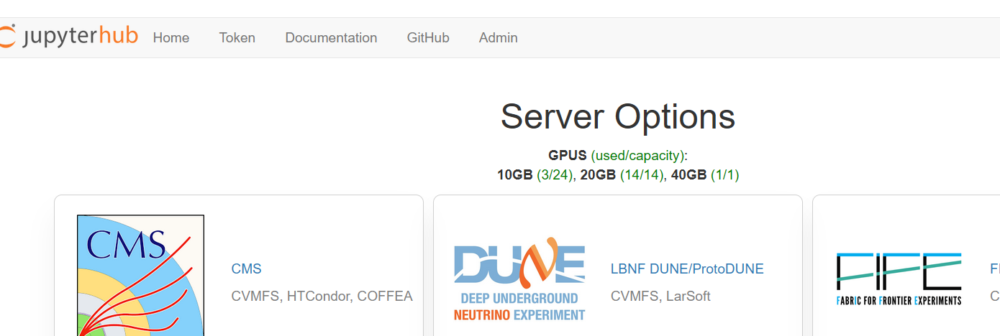 jupyterhub Home Token Documentation GitHub Admin
Server Options
GPUS (used/capacity):
10GB (3/24), 20GB (14/14), 40GB (1/1)
CMS
CMS
CVMFS, HTCondor, COFFEA
DUNE
DEEP UNDERGROUND
NEUTRINO EXPERIMENT
LBNF DUNE/ProtoDUNE
CVMFS, LarSoft
FIFE
FABRIC FOR FRONTIER EXPERIMENTS